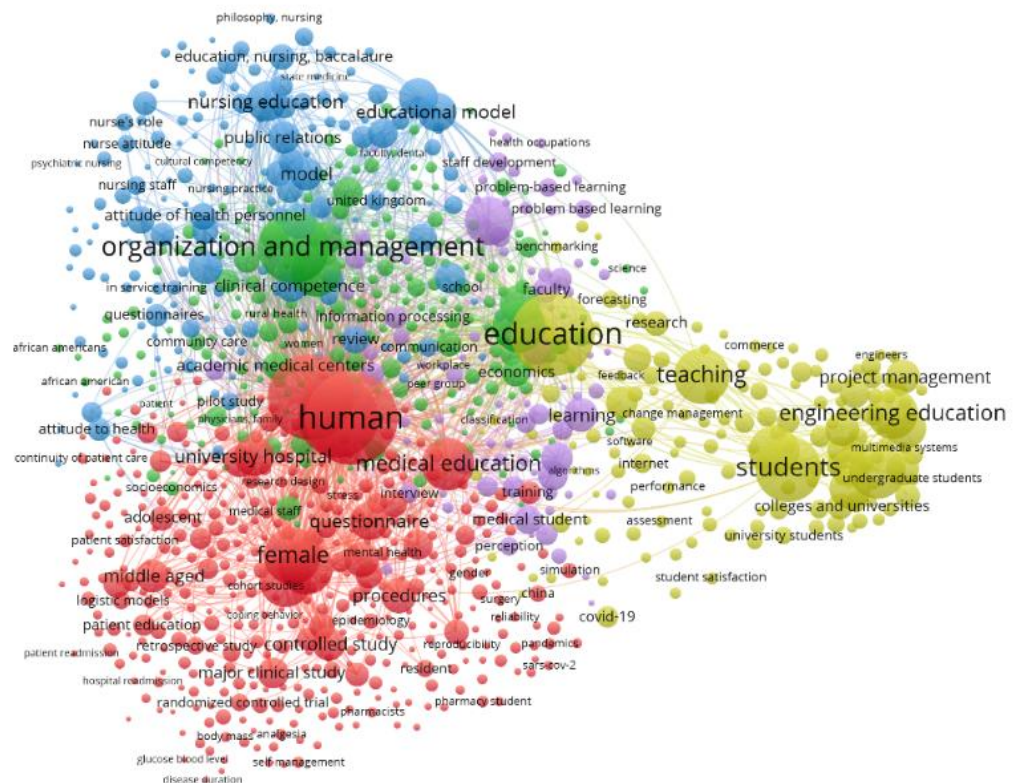 philosophy, nursing
education, nursing, baccalaure
state medicine
nursing education
educational model
nurse's role
public relations
health occupations
nurse attitude
faculty, dental
staff development
psychiatric nursing
cultural competency
model
problem-based learning
nursing staff
nursing practice
united kingdom
problem based learning
attitude of health personnel
organization and management
benchmarking
science
in service training
clinical competence
school
faculty
forecasting
questionnaires
rural health
information processing
research
education
community care
women
review
communication
commerce
african americans
academic medical centers
workplace
economics
engineers
african american
peer group
feedback
teaching
project management
patient
pilot study
human
learning
change management
engineering education
physicians, family
classification
attitude to health
software
multimedia systems
continuity of patient care
university hospital
medical education
algorithms
internet
students
undergraduate students
socioeconomics
research design
stress
interview
training
performance
colleges and universities
adolescent
medical staff
questionnaire
medical student
assessment
university students
patient satisfaction
female
mental health
perception
middle aged
cohort studies
gender
simulation
student satisfaction
logistic models
procedures
surgery
china
coping behavior
epidemiology
reliability
covid-19
patient education
retrospective study
controlled study
reproducibility
pandemics
patient readmission
sars-cov-2
hospital readmission
major clinical study
resident
randomized controlled trial
pharmacists
pharmacy student
body mass
analgesia
glucose blood level
self-management
disease duration